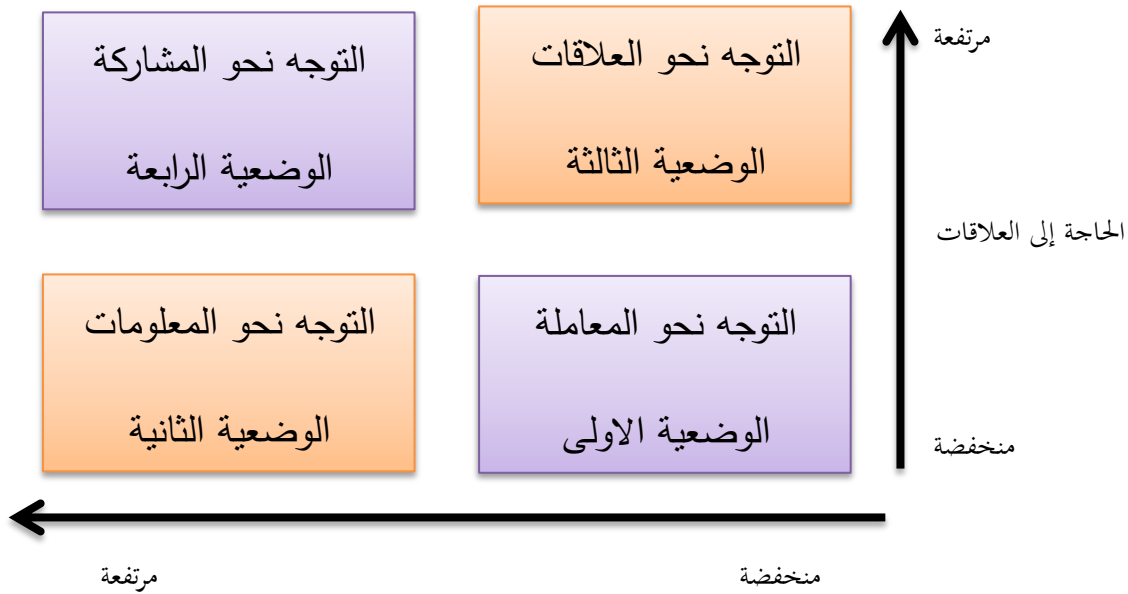 مرتفعة
التوجه نحو العلاقات
الوضعية الثالثة
التوجه نحو المشاركة
الوضعية الرابعة
الحاجة إلى العلاقات
التوجه نحو المعاملة
الوضعية الاولى
التوجه نحو المعلومات
الوضعية الثانية
منخفضة
منخفضة
مرتفعة